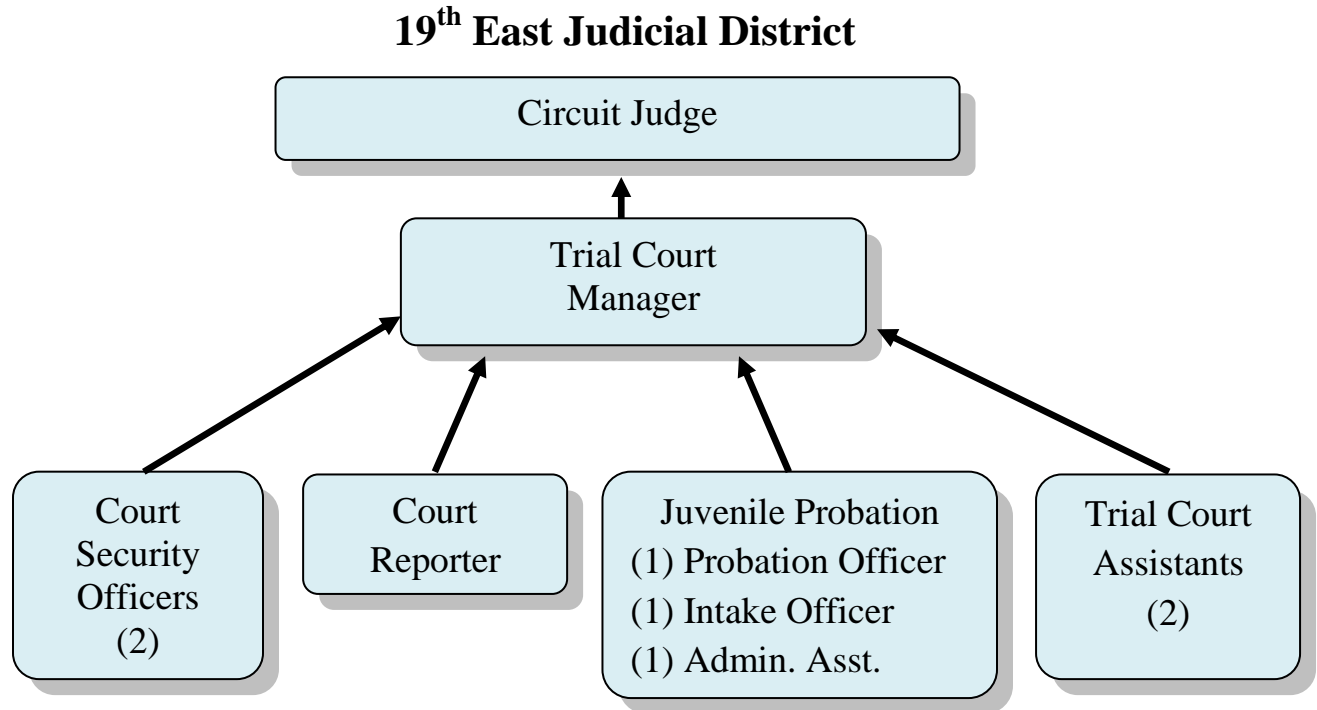 19th East Judicial District
Circuit Judge
Trial Court
Manager
Court
Security
Officers
(2)
Court
Reporter
Juvenile Probation
(1) Probation Officer
(1) Intake Officer
(1) Admin. Asst.
Trial Court
Assistants
(2)